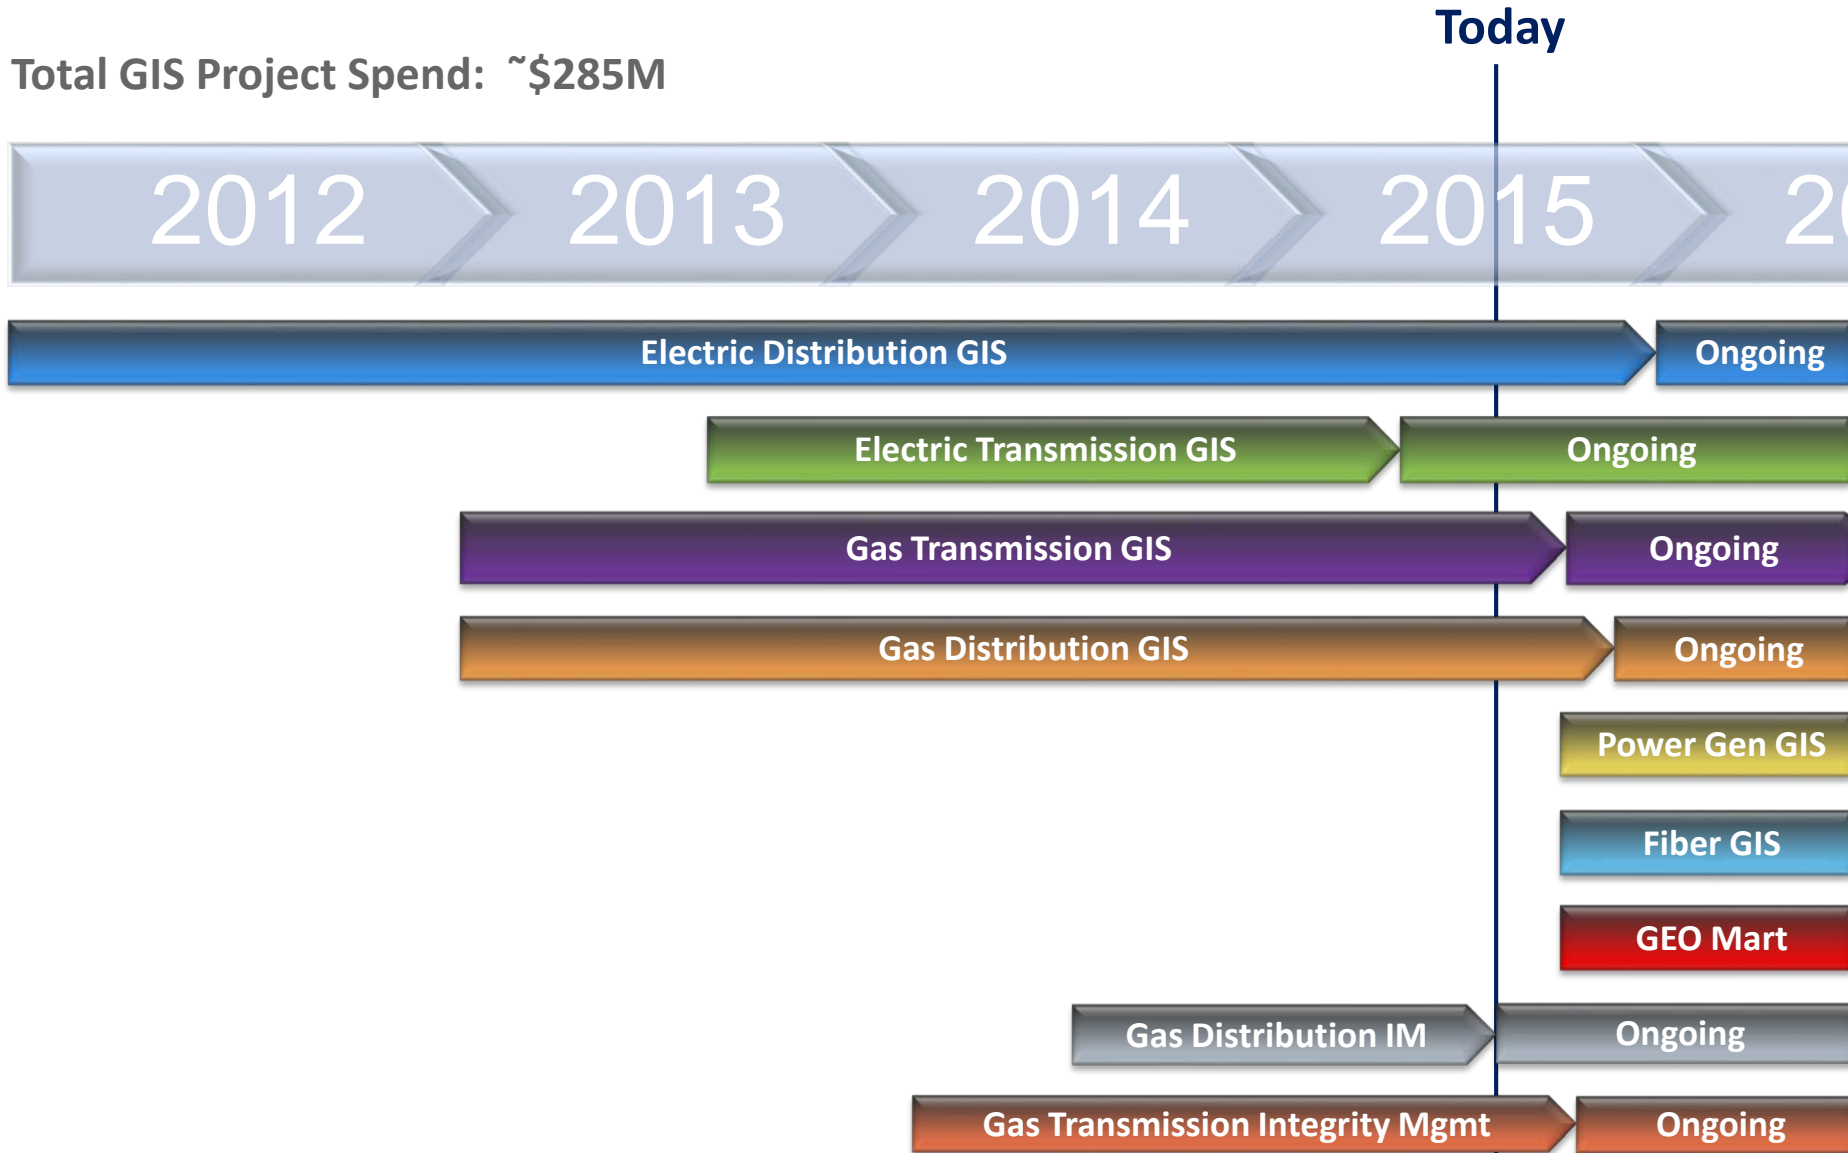 Today
Total GIS Project Spend: ~$285M
2012 2013 2014 2015 20
Electric Distribution GIS Ongoing
Electric Transmission GIS Ongoing
Gas Transmission GIS Ongoing
Gas Distribution GIS Ongoing
Power Gen GIS
Fiber GIS
GEO Mart
Gas Distribution IM Ongoing
Gas Transmission Integrity Mgmt Ongoing